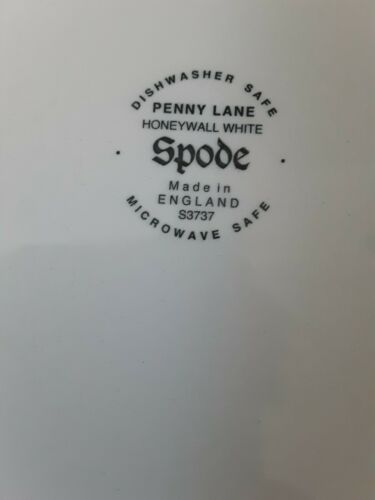 DISHWASHER SAFE
PENNY LANE
HONEYWALL WHITE
Spode
Made in
ENGLAND
S3737
MICROWAVE SAFE